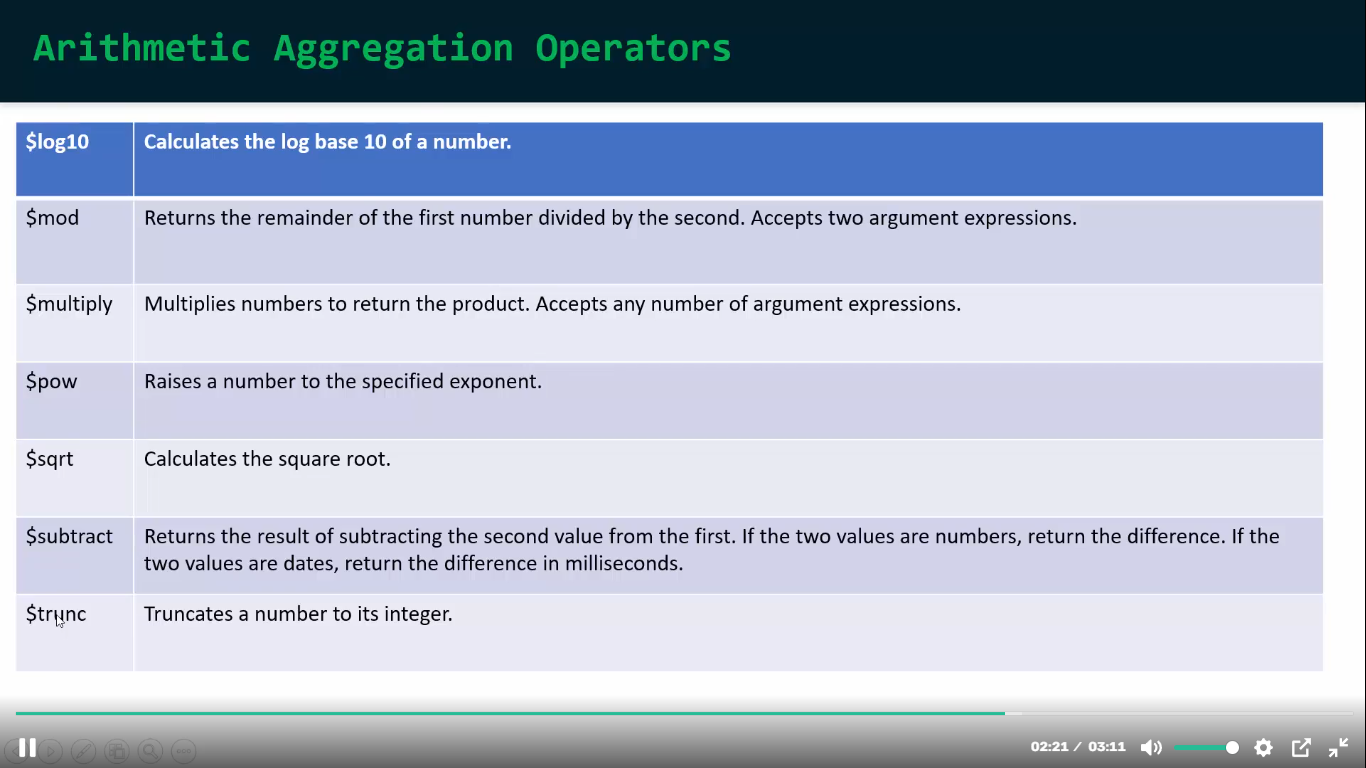 Arithmetic Aggregation Operators
$log10 Calculates the log base 10 of a number.
$mod Returns the remainder of the first number divided by the second. Accepts two argument expressions.
$multiply Multiplies numbers to return the product. Accepts any number of argument expressions.
$pow Raises a number to the specified exponent.
$sqrt Calculates the square root.
$subtract Returns the result of subtracting the second value from the first. If the two values are numbers, return the difference. If the
two values are dates, return the difference in milliseconds.
$trunc Truncates a number to its integer.
02:21 / 03:11